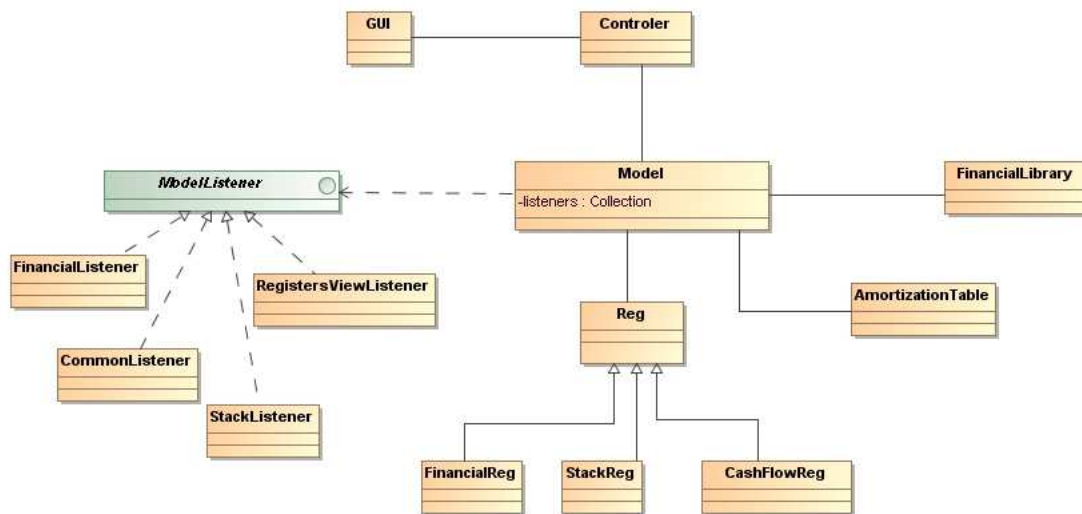 GUI
Controler
Model
-listeners : Collection
FinancialLibrary
ModelListener
FinancialListener
RegistersViewListener
AmortizationTable
Reg
CommonListener
StackListener
FinancialReg
StackReg
CashFlowReg